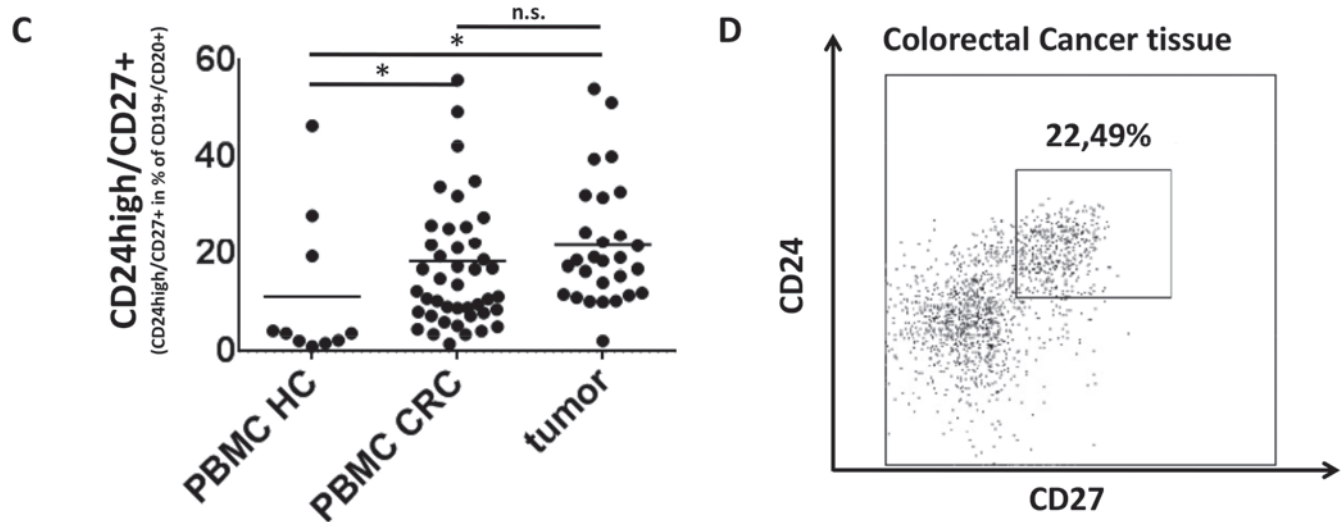 C
n.s.
*
*
CD24high/CD27+
(CD24high/CD27+ in % of CD19+/CD20+)
60
40
20
0
PBMC HC
PBMC CRC
tumor
D
Colorectal Cancer tissue
22,49%
CD24
CD27